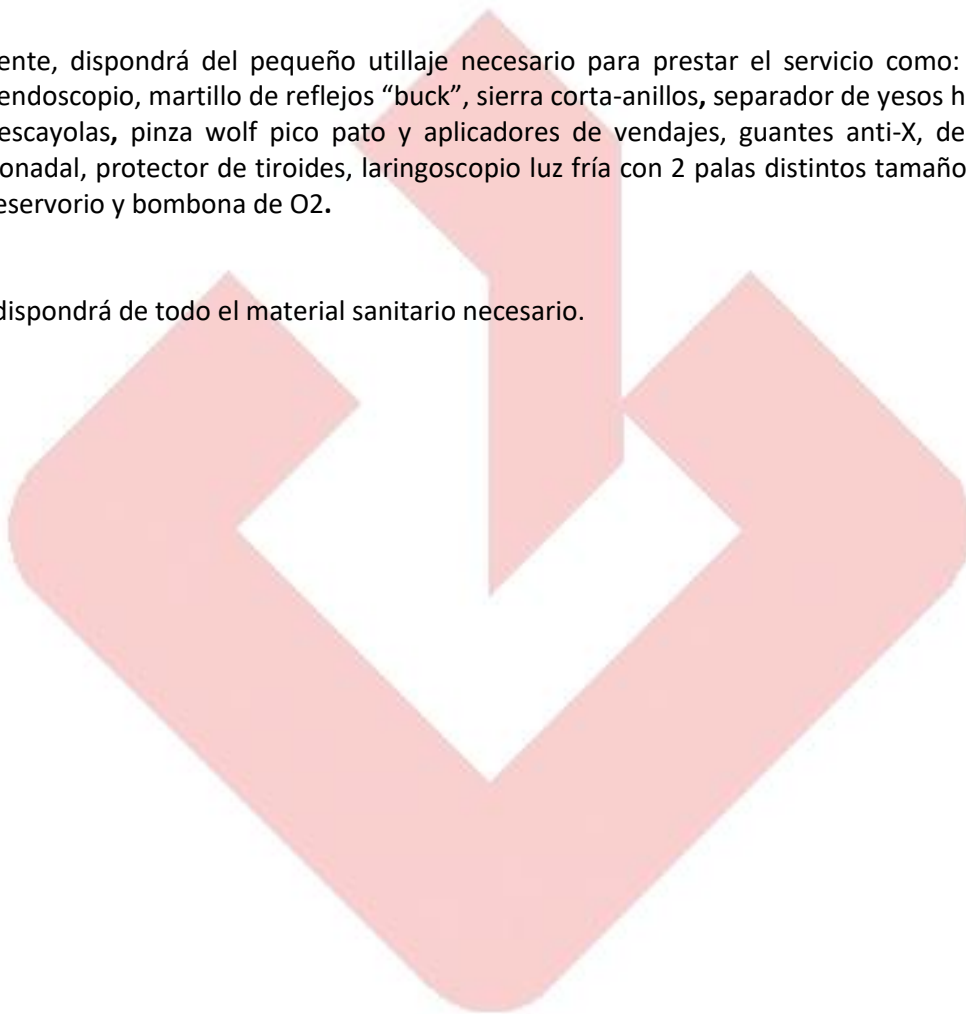 ente, dispondrá del pequeño utillaje necesario para prestar el servicio como:
endoscopio, martillo de reflejos “buck”, sierra corta-anillos, separador de yesos h
escayolas, pinza wolf pico pato y aplicadores de vendajes, guantes anti-X, de
onadal, protector de tiroides, laringoscopio luz fría con 2 palas distintos tamaño
eservorio y bombona de O2.
dispondrá de todo el material sanitario necesario.